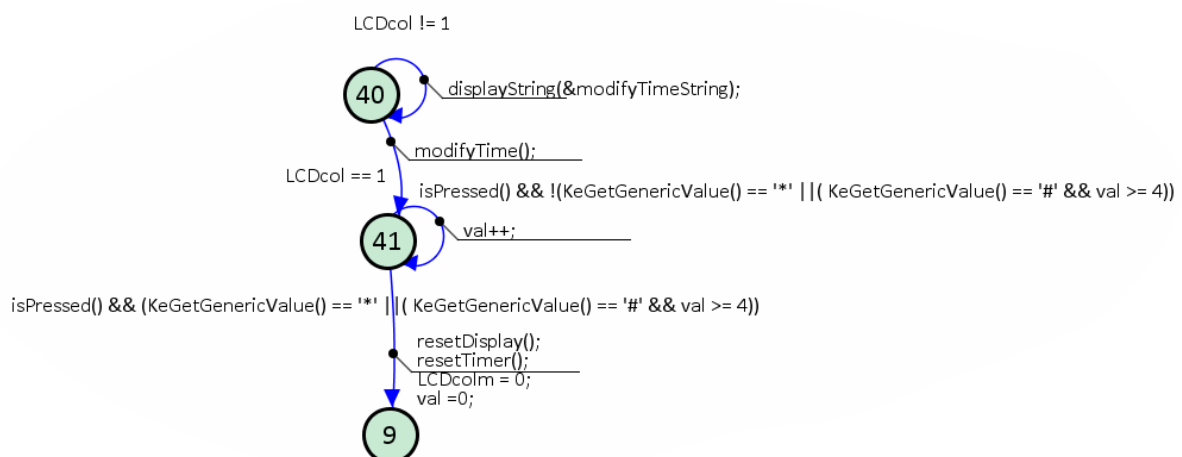 LCDcol != 1
40
displayString(&modifyTimeString);
modifyTime();
LCDcol == 1
isPressed() && !(KeGetGenericValue() == '*' ||( KeGetGenericValue() == '#' && val >= 4))
41
val++;
isPressed() && (KeGetGenericValue() == '*' ||( KeGetGenericValue() == '#' && val >= 4))
resetDisplay();
resetTimer();
LCDcolm = 0;
val =0;
9